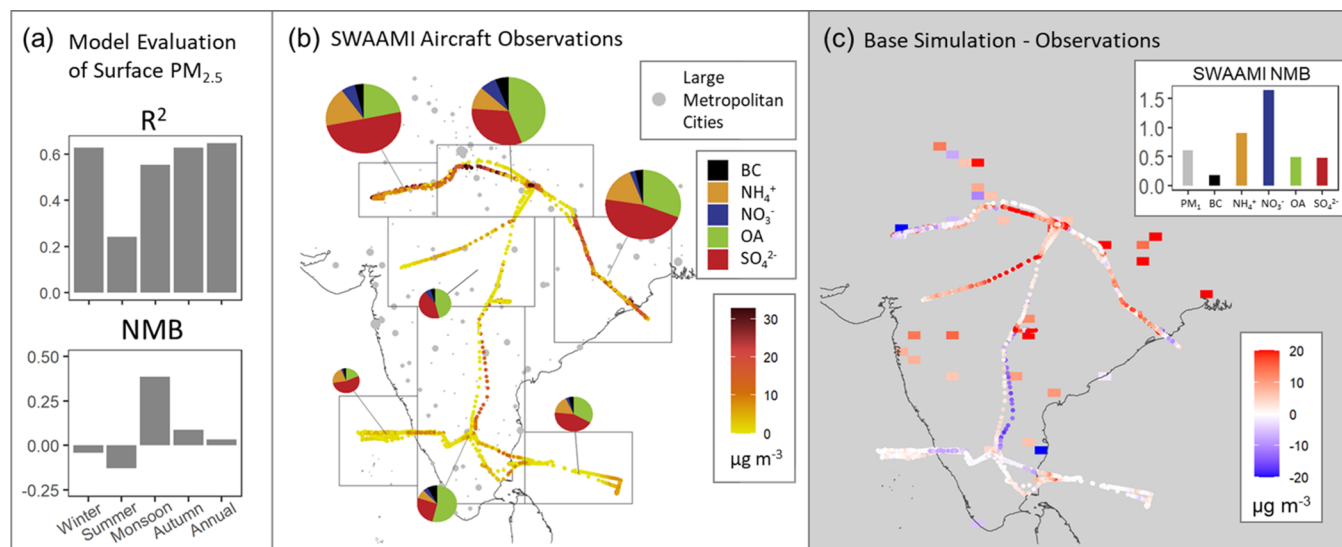 (a) Model Evaluation
of Surface PM2.5
R2
0.6
0.4
0.2
0.0
NMB
0.50
0.25
0.00
-0.25
Winter
Summer
Monsoon
Autumn
Annual
(b) SWAAMI Aircraft Observations
Large
Metropolitan
Cities
BC
NH4+
NO3-
OA
SO42-
30
20
10
0
µg m-3
(c) Base Simulation - Observations
SWAAMI NMB
1.5
1.0
0.5
0.0
PM1 BC NH4+ NO3- OA SO42-
20
10
0
-10
-20
µg m-3